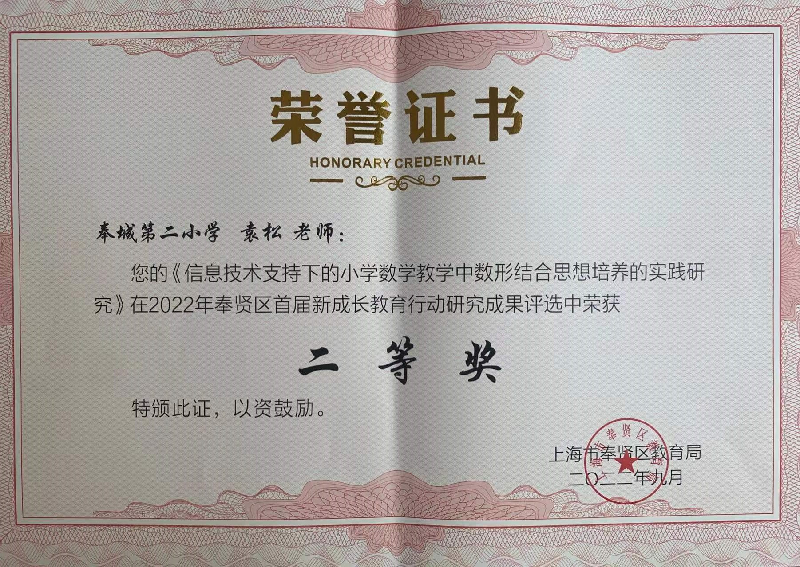 荣誉证书
HONORARY CREDENTIAL
奉城第二小学 袁松 老师：
您的《信息技术支持下的小学数学教学中数形结合思想培养的实践研
究》在2022年奉贤区首届新成长教育行动研究成果评选中荣获
二等奖
特颁此证，以资鼓励。
上海市奉贤区教育局
二〇二二年九月